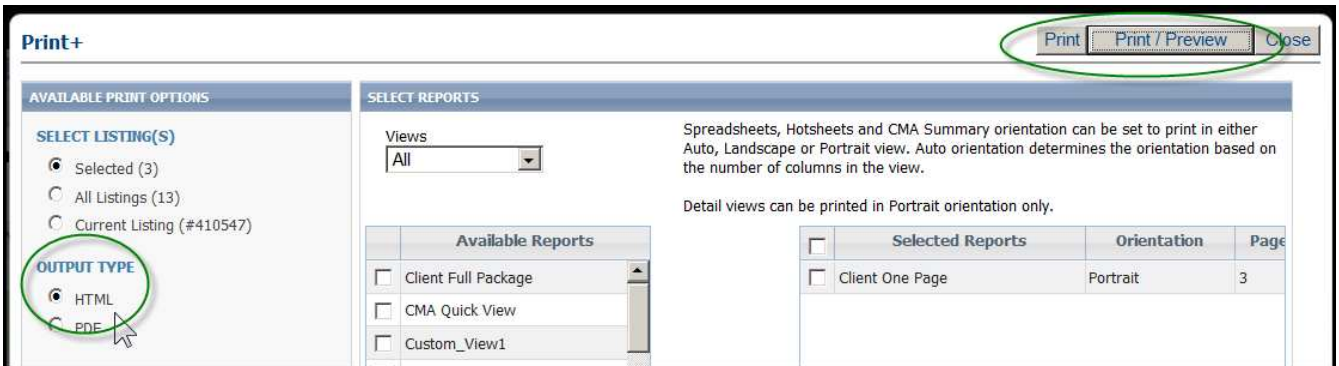 Print+
Print
Print / Preview
Close
AVAILABLE PRINT OPTIONS
SELECT LISTING(S)
Selected (3)
All Listings (13)
Current Listing (#410547)
OUTPUT TYPE
HTML
PDF
SELECT REPORTS
Views
All
Spreadsheets, Hotsheets and CMA Summary orientation can be set to print in either
Auto, Landscape or Portrait view. Auto orientation determines the orientation based on
the number of columns in the view.
Detail views can be printed in Portrait orientation only.
Available Reports
Client Full Package
CMA Quick View
Custom_View1
Selected Reports
Orientation
Page
Client One Page
Portrait
3